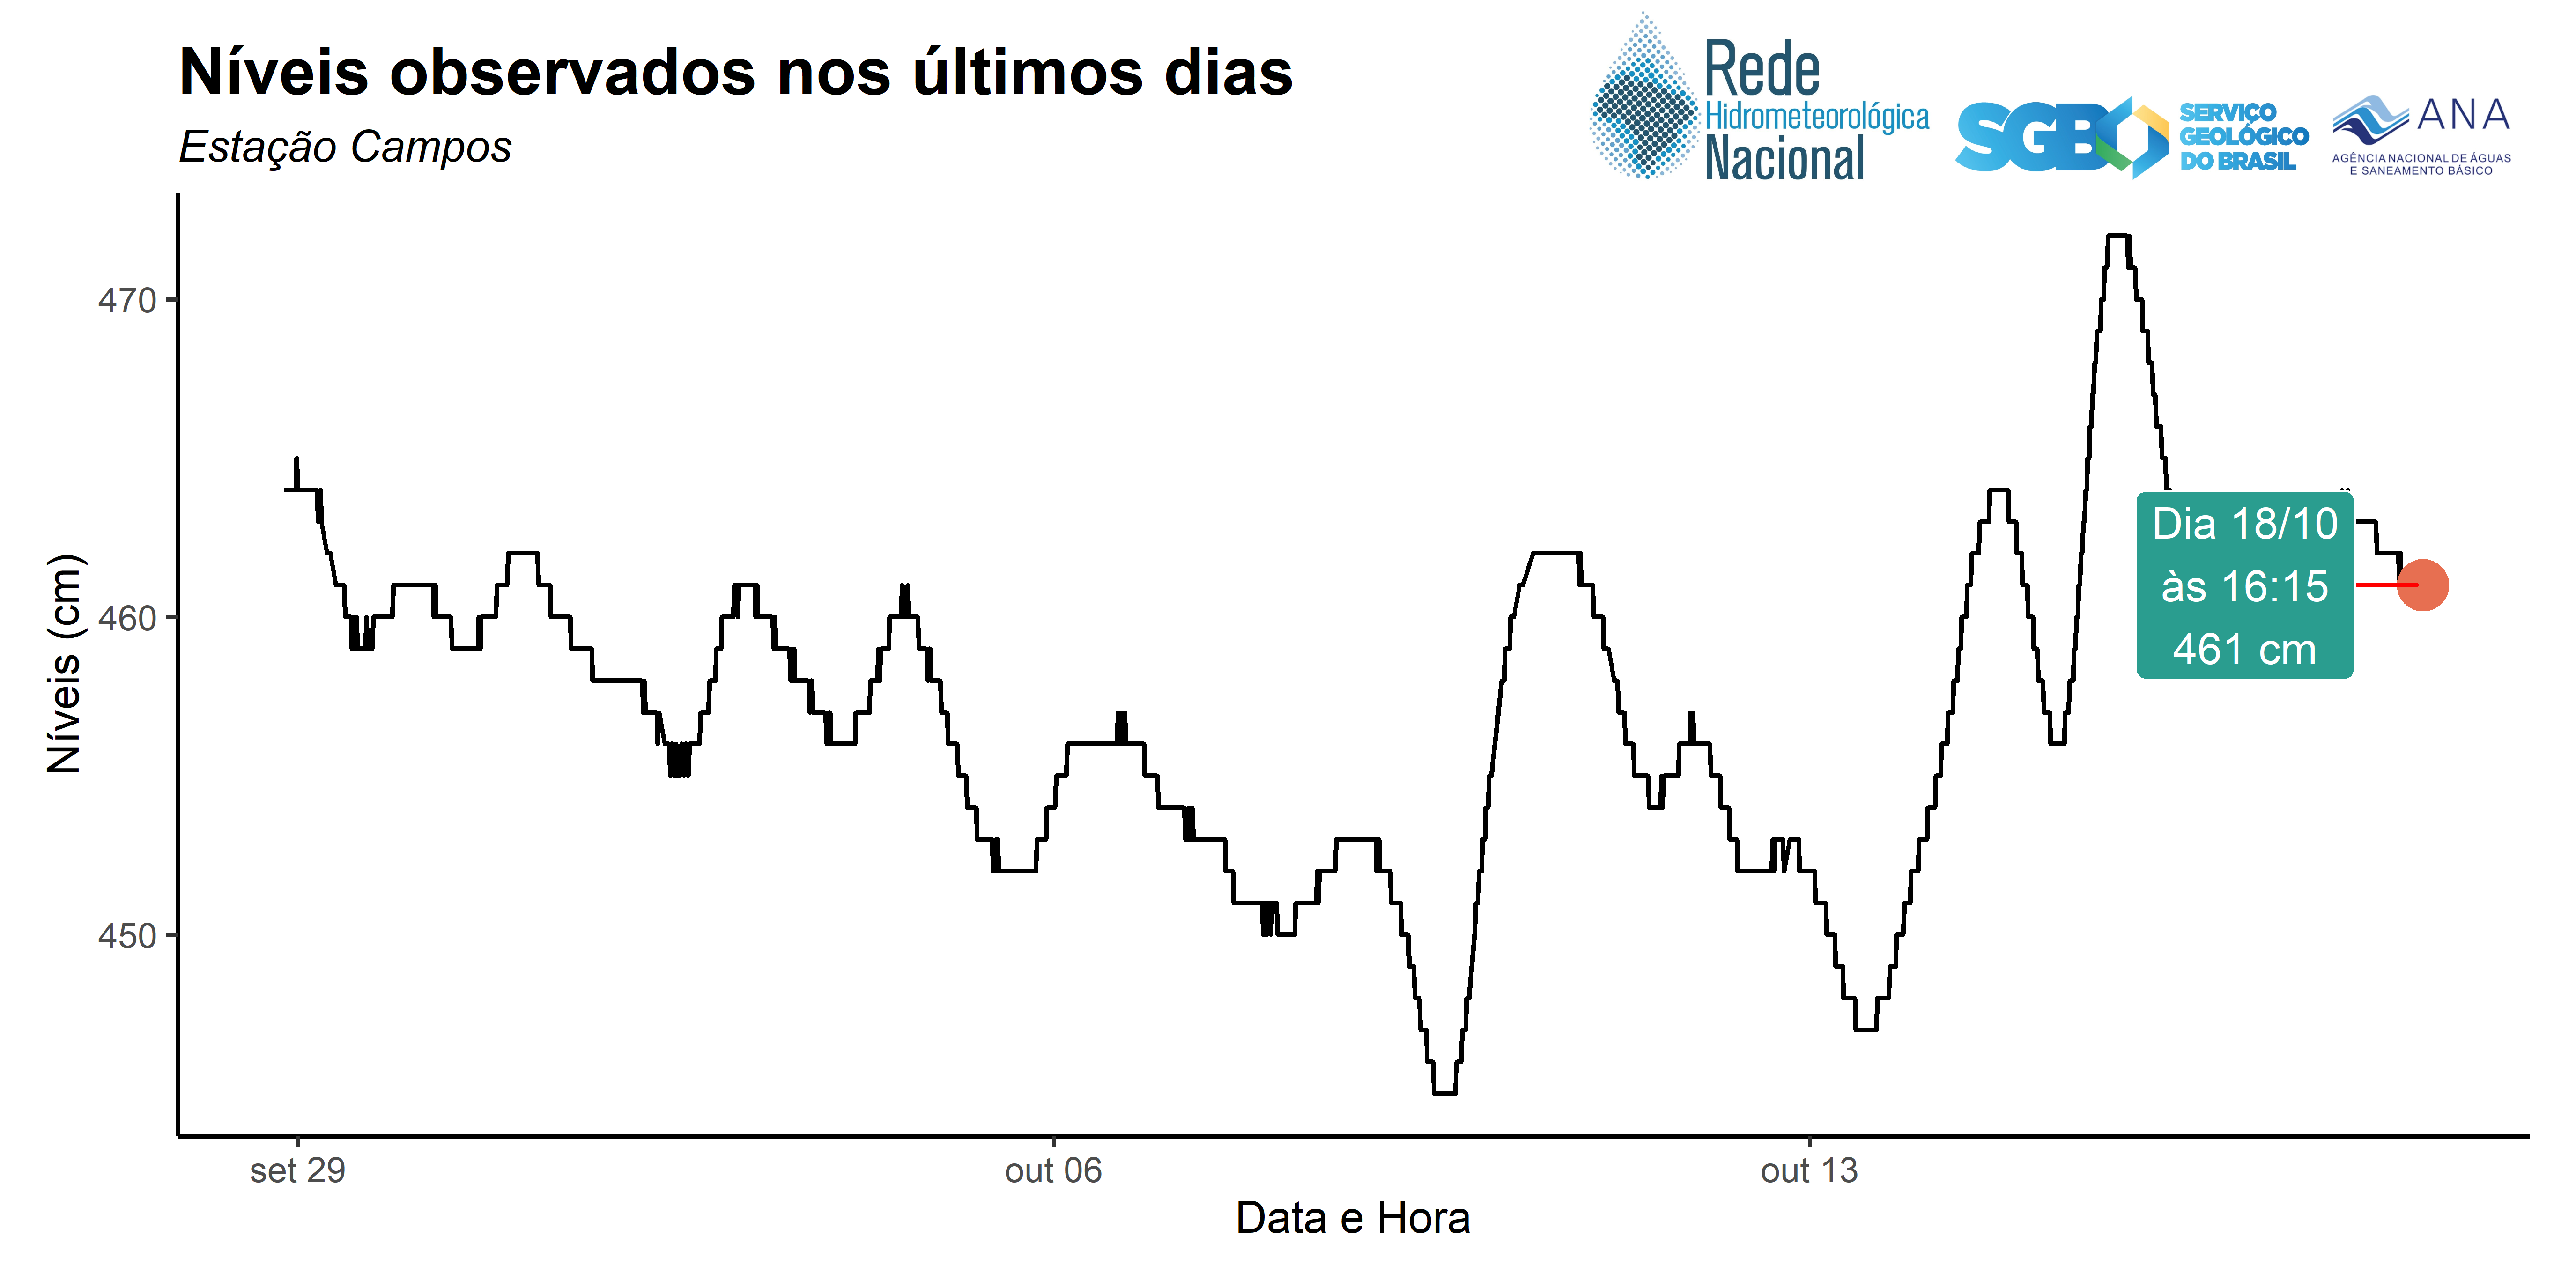 Níveis observados nos últimos dias
Estação Campos
Rede
Hidrometeorológica
Nacional
SGB
SERVIÇO
GEOLÓGICO
DO BRASIL
ANA
AGÊNCIA NACIONAL DE ÁGUAS
E SANEAMENTO BÁSICO
Níveis (cm)
470
460
450
Dia 18/10
às 16:15
461 cm
set 29
out 06
out 13
Data e Hora